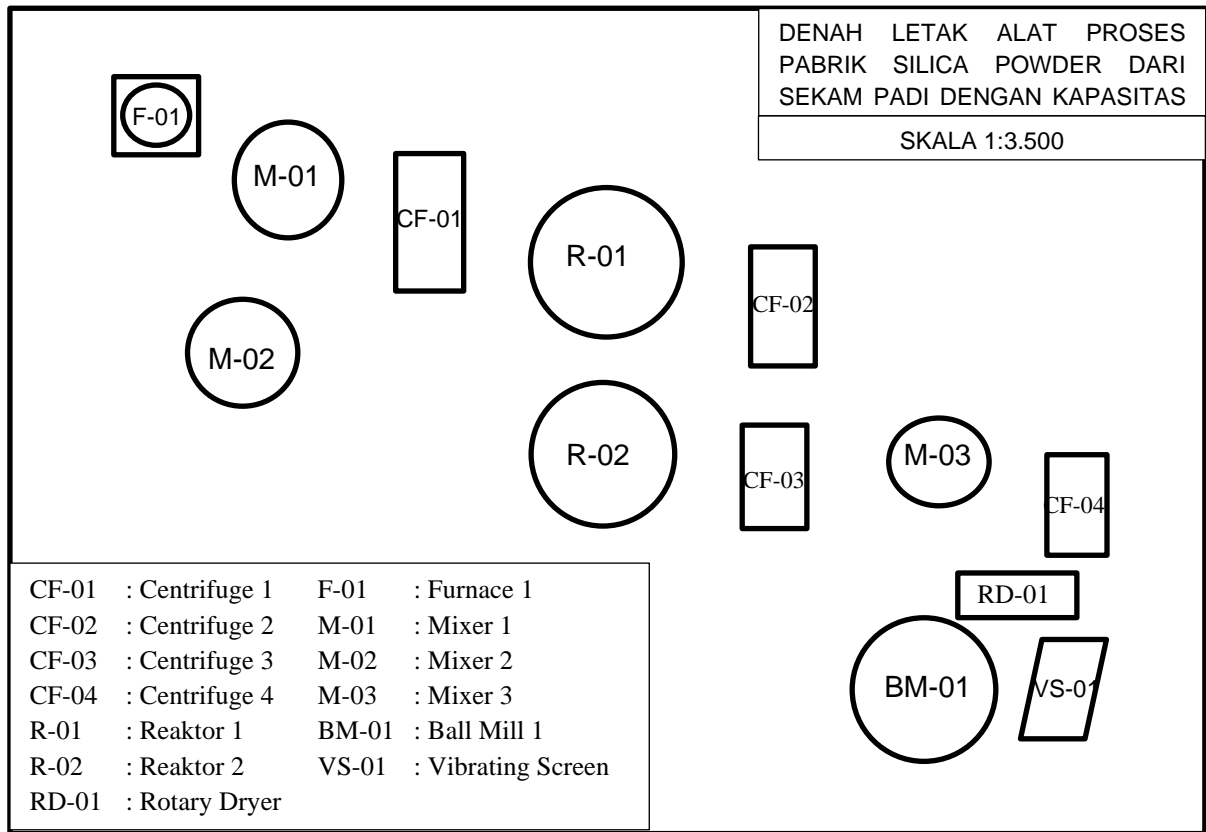 DENAH LETAK ALAT PROSES
PABRIK SILICA POWDER DARI
SEKAM PADI DENGAN KAPASITAS
SKALA 1:3.500
F-01
M-01
CF-01
R-01
CF-02
M-02
R-02
CF-03
M-03
CF-04
RD-01
BM-01
VS-01
CF-01 : Centrifuge 1 F-01 : Furnace 1
CF-02 : Centrifuge 2 M-01 : Mixer 1
CF-03 : Centrifuge 3 M-02 : Mixer 2
CF-04 : Centrifuge 4 M-03 : Mixer 3
R-01 : Reaktor 1 BM-01 : Ball Mill 1
R-02 : Reaktor 2 VS-01 : Vibrating Screen
RD-01 : Rotary Dryer